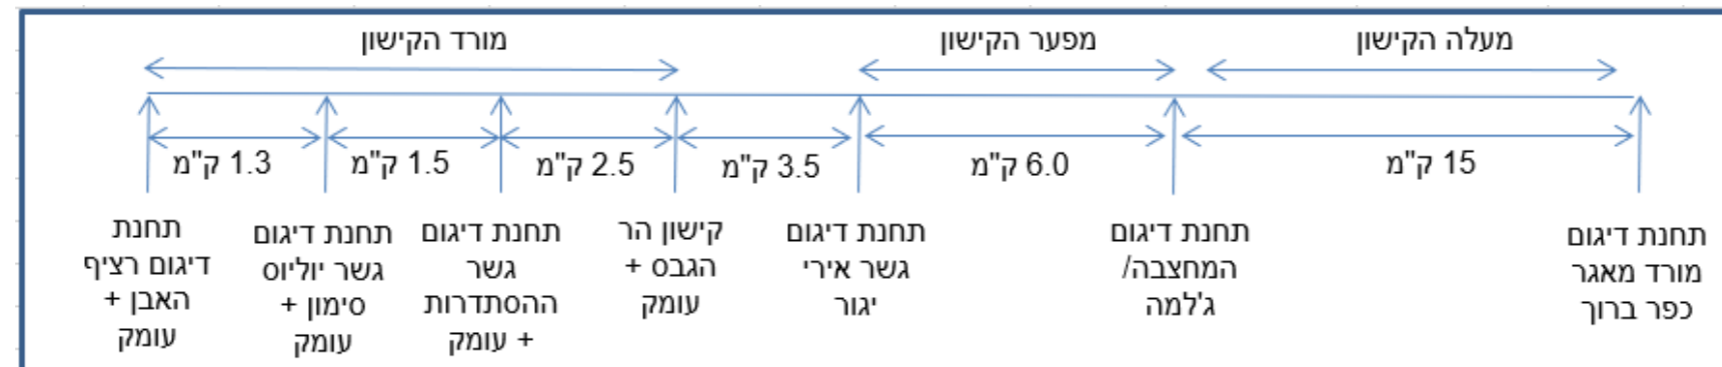 מעלה הקישון
מפער הקישון
מורד הקישון
15 ק"מ
6.0 ק"מ
3.5 ק"מ
2.5 ק"מ
1.5 ק"מ
1.3 ק"מ
תחנת דיגום
מורד מאגר
כפר ברוך
תחנת דיגום
המחצבה/
ג'למה
תחנת דיגום
גשר אירי
יגור
קישון הר
הגבס +
עומק
תחנת דיגום
גשר
ההסתדרות
+ עומק
תחנת דיגום
גשר יוליוס
סימון +
עומק
תחנת
דיגום רציף
האבן +
עומק